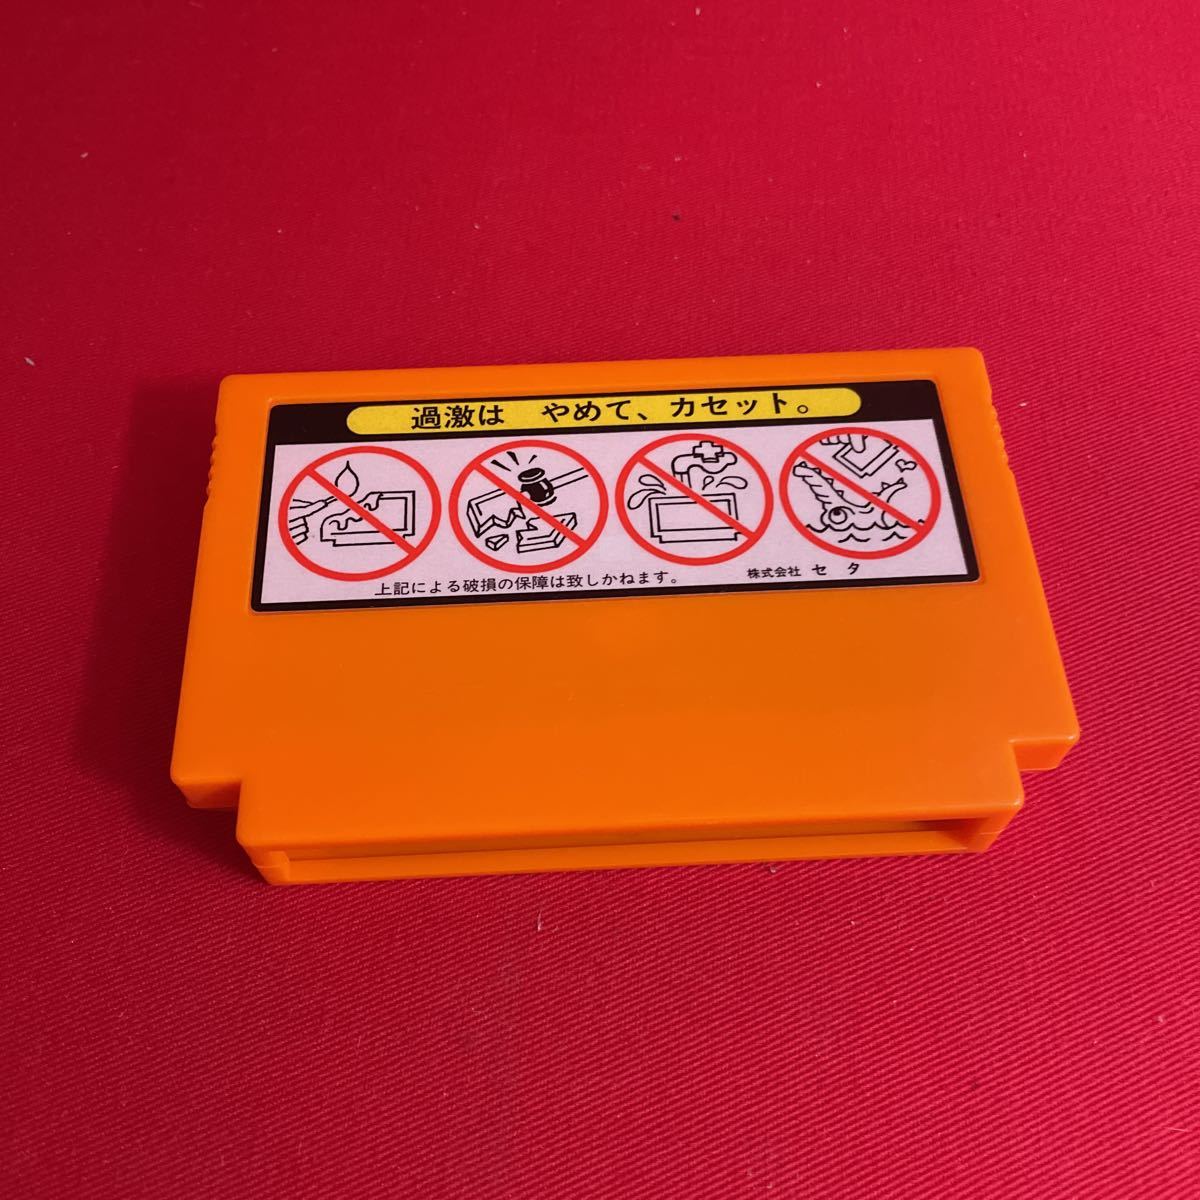 過激は やめて、カセット。
上記による破損の保障は致しかねます。
株式会社 セタ